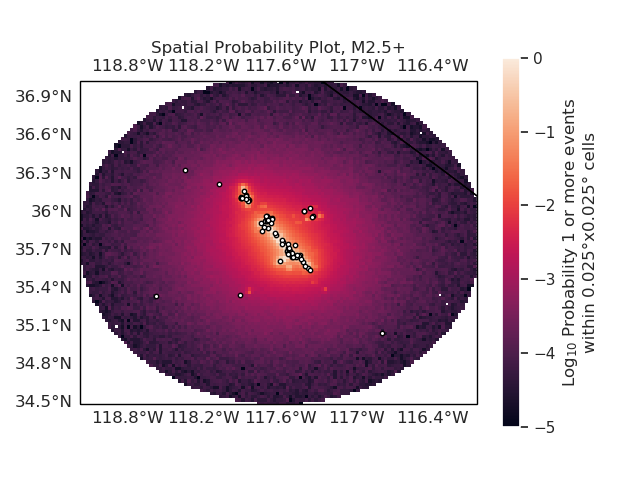 Spatial Probability Plot, M2.5+
118.8°W 118.2°W 117.6°W 117°W 116.4°W
36.9°N
36.6°N
36.3°N
36°N
35.7°N
35.4°N
35.1°N
34.8°N
34.5°N
118.8°W 118.2°W 117.6°W 117°W 116.4°W
0
−1
−2
−3
−4
−5
Log₁₀ Probability 1 or more events
within 0.025°x0.025° cells